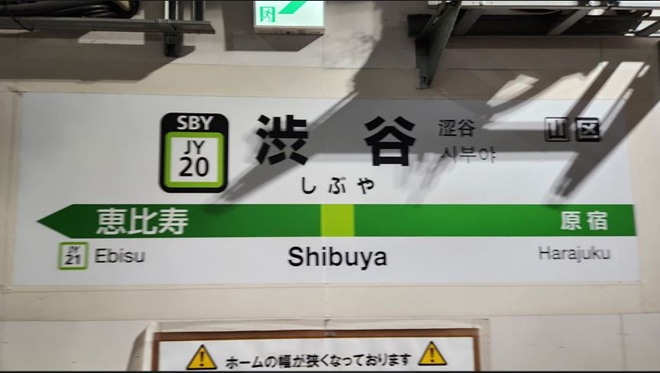 SBY
JY
20
渋谷
涩谷
시부야
山 区
しぶや
恵比寿
原宿
JY
21
Ebisu
Shibuya
Harajuku
ホームの幅が狭くなっております